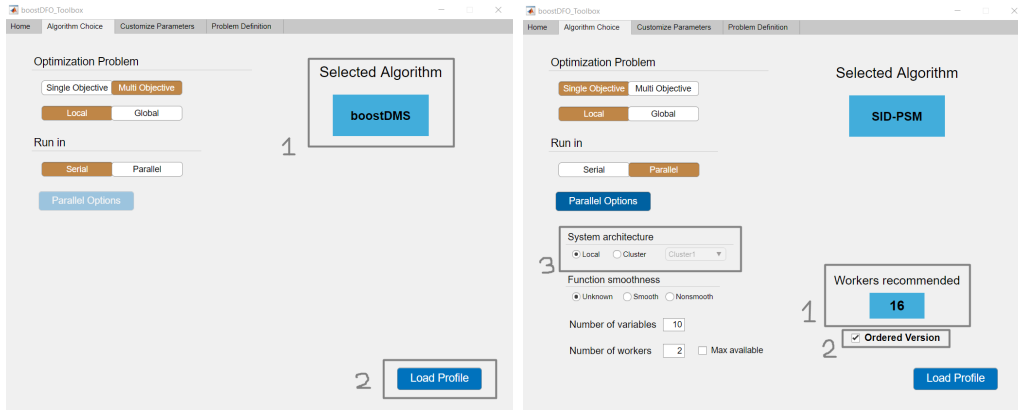 boostDFO_Toolbox
Home Algorithm Choice Customize Parameters Problem Definition
Optimization Problem
Single Objective Multi Objective
Local Global
Run in
Serial Parallel
Parallel Options
Selected Algorithm
boostDMS
1
2
Load Profile
boostDFO_Toolbox
Home Algorithm Choice Customize Parameters Problem Definition
Optimization Problem
Single Objective Multi Objective
Local Global
Run in
Serial Parallel
Parallel Options
System architecture
Local Cluster Cluster1
3
Function smoothness
Unknown Smooth Nonsmooth
Number of variables 10
Number of workers 2 Max available
Selected Algorithm
SID-PSM
Workers recommended
16
1
Ordered Version
2
Load Profile